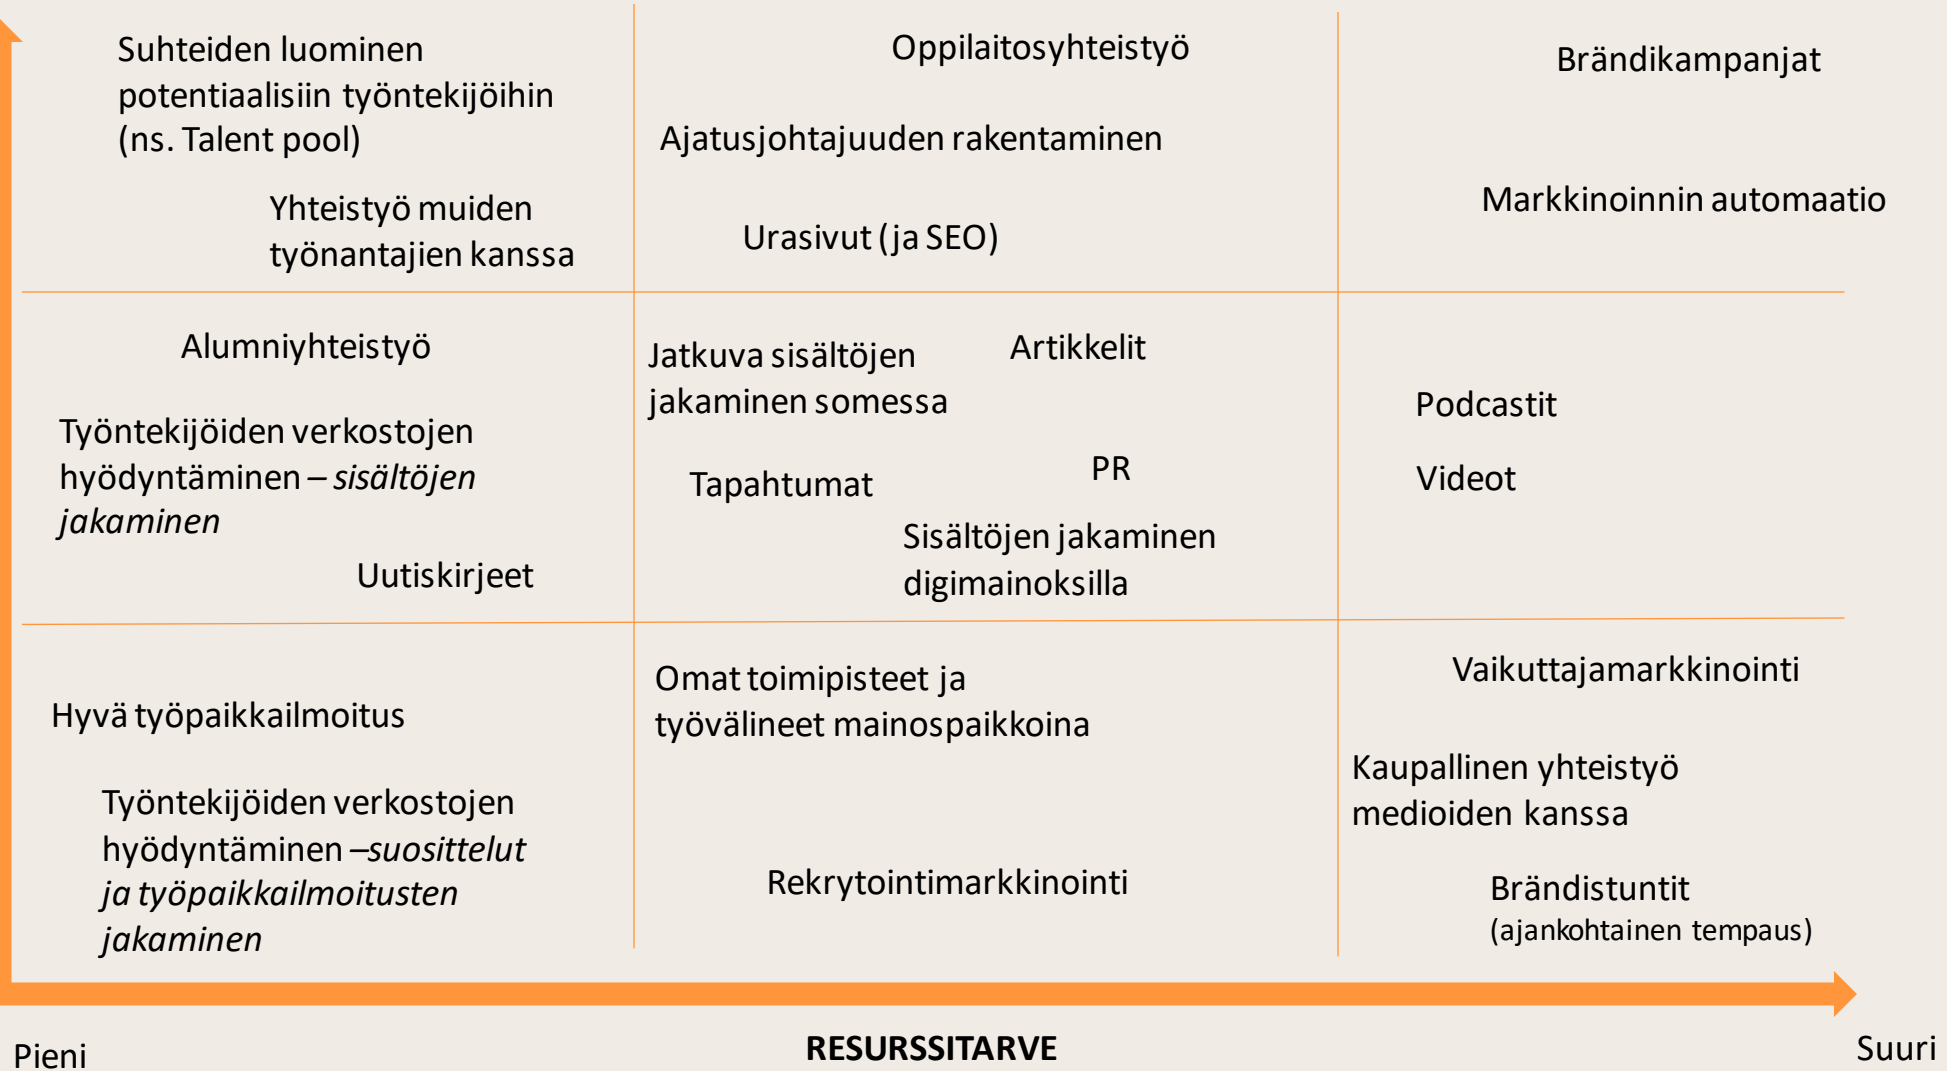 Suhteiden luominen
potentiaalisiin työntekijöihin
(ns. Talent pool)
Yhteistyö muiden
työnantajien kanssa
Oppilaitosyhteistyö
Ajatusjohtajuuden rakentaminen
Urasivut (ja SEO)
Brändikampanjat
Markkinoinnin automaatio
Alumniyhteistyö
Työntekijöiden verkostojen
hyödyntäminen – sisältöjen
jakaminen
Uutiskirjeet
Jatkuva sisältöjen
jakaminen somessa
Artikkelit
Tapahtumat
PR
Sisältöjen jakaminen
digimainoksilla
Podcastit
Videot
Hyvä työpaikkailmoitus
Työntekijöiden verkostojen
hyödyntäminen –suosittelut
ja työpaikkailmoitusten
jakaminen
Omat toimipisteet ja
työvälineet mainospaikkoina
Rekrytointimarkkinointi
Vaikuttajamarkkinointi
Kaupallinen yhteistyö
medioiden kanssa
Brändistuntit
(ajankohtainen tempaus)
Pieni
RESURSSITARVE
Suuri